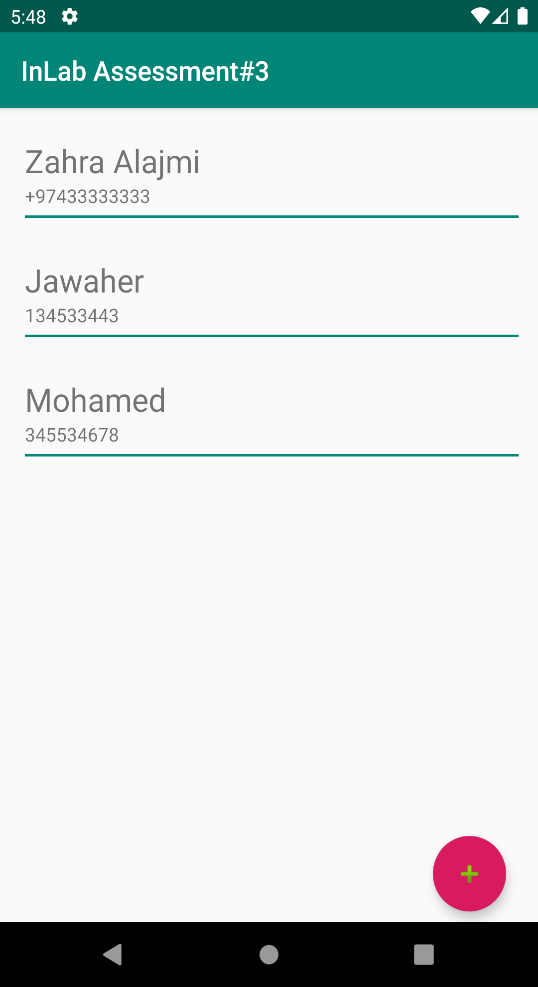 5:48
InLab Assessment#3
Zahra Alajmi
+97433333333
Jawaher
134533443
Mohamed
345534678
+